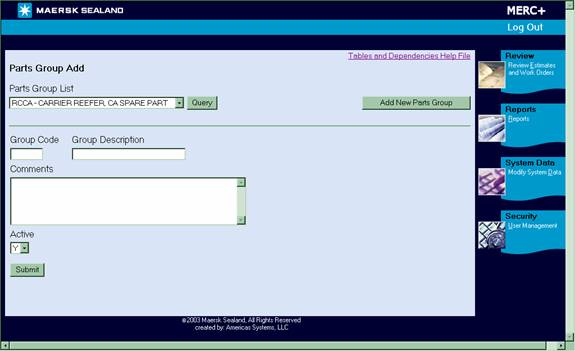 MAERSK SEALAND
MERC+
Log Out
Tables and Dependencies Help File
Parts Group Add
Parts Group List
RCCA - CARRIER REEFER, CA SPARE PART
Query
Add New Parts Group
Group Code Group Description
Comments
Active
Y
Submit
Review
Review Estimates
and Work Orders
Reports
Reports
System Data
Modify System Data
Security
User Management
©2003 Maersk Sealand, All Rights Reserved
created by: Americas Systems, LLC